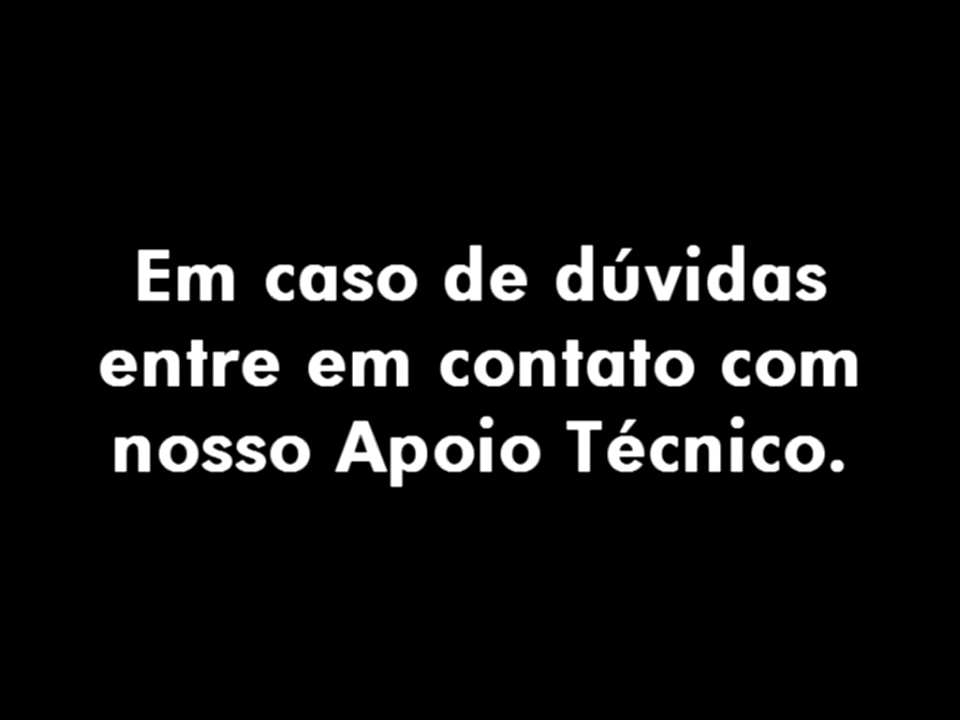 Em caso de dúvidas
entre em contato com
nosso Apoio Técnico.